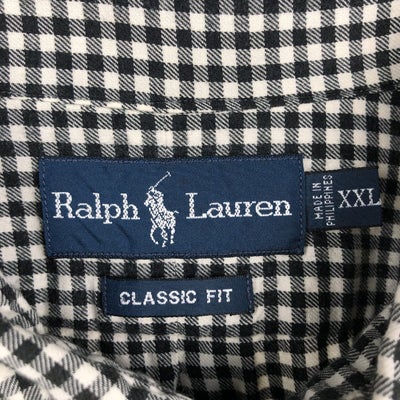 Ralph Lauren
MADE IN
PHILIPPINES
XXL
CLASSIC FIT